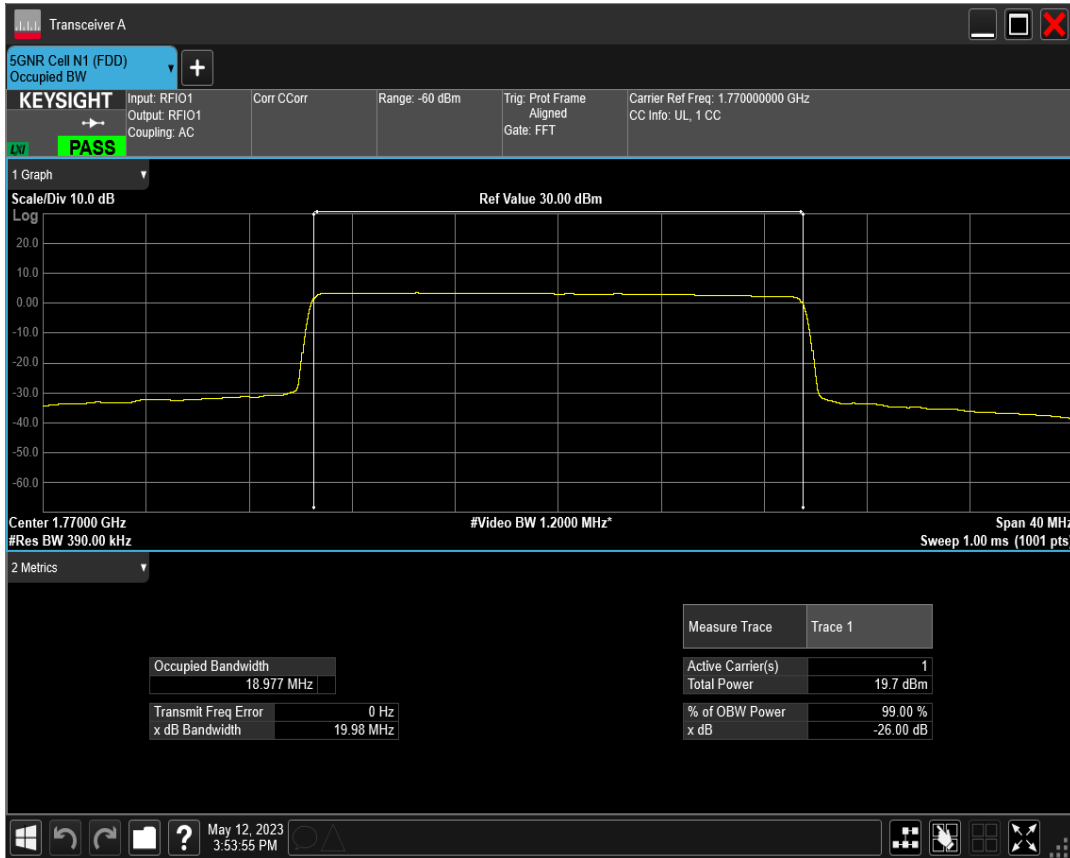 Transceiver A
5GNR Cell N1 (FDD)
Occupied BW
+
KEYSIGHT
LXI
PASS
Input: RFIO1
Output: RFIO1
Coupling: AC
Corr CCorr
Range: -60 dBm
Trig: Prot Frame
Aligned
Gate: FFT
Carrier Ref Freq: 1.770000000 GHz
CC Info: UL, 1 CC
1 Graph
Scale/Div 10.0 dB
Ref Value 30.00 dBm
Log
20.0
10.0
0.00
-10.0
-20.0
-30.0
-40.0
-50.0
-60.0
Center 1.77000 GHz
#Video BW 1.2000 MHz*
Span 40 MHz
#Res BW 390.00 kHz
Sweep 1.00 ms (1001 pts)
2 Metrics
Measure Trace Trace 1
Occupied Bandwidth
18.977 MHz
Transmit Freq Error 0 Hz
x dB Bandwidth 19.98 MHz
Active Carrier(s) 1
Total Power 19.7 dBm
% of OBW Power 99.00 %
x dB -26.00 dB
?
May 12, 2023
3:53:55 PM